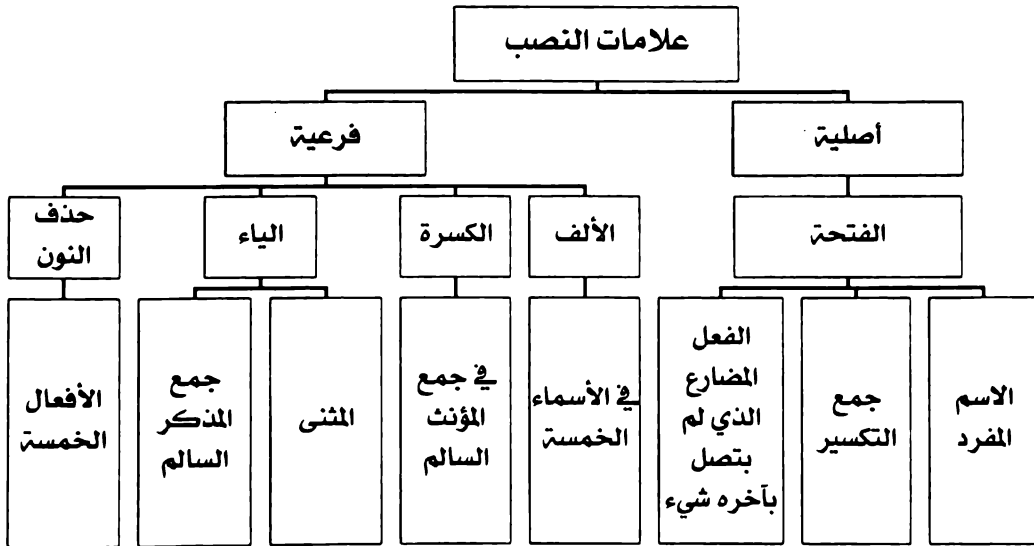 علامات النصب
أصلية
فرعية
الفتحة
الألف
الكسرة
الياء
حذف
النون
الاسم
المفرد
جمع
التكسير
الفعل
المضارع
الذي لم
بتصل
بآخره شيء
في الأسماء
الخمسة
في جمع
المؤنث
السالم
المثنى
جمع
المذكر
السالم
الأفعال
الخمسة